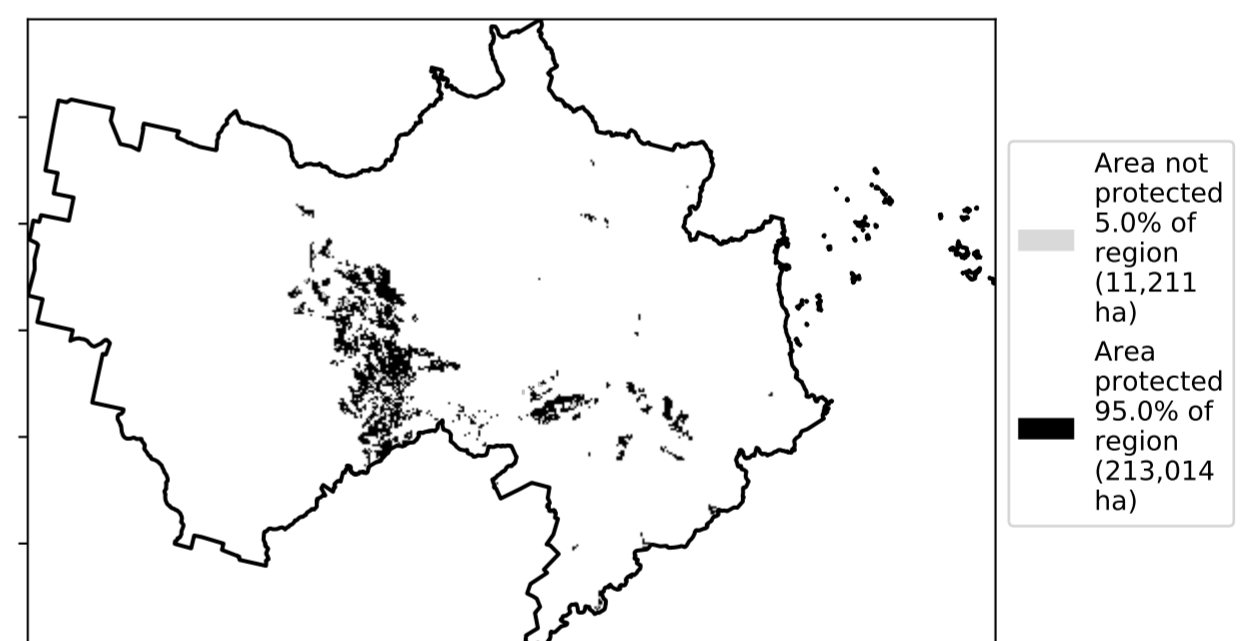 Area not
protected
5.0% of
region
(11,211
ha)
Area
protected
95.0% of
region
(213,014
ha)